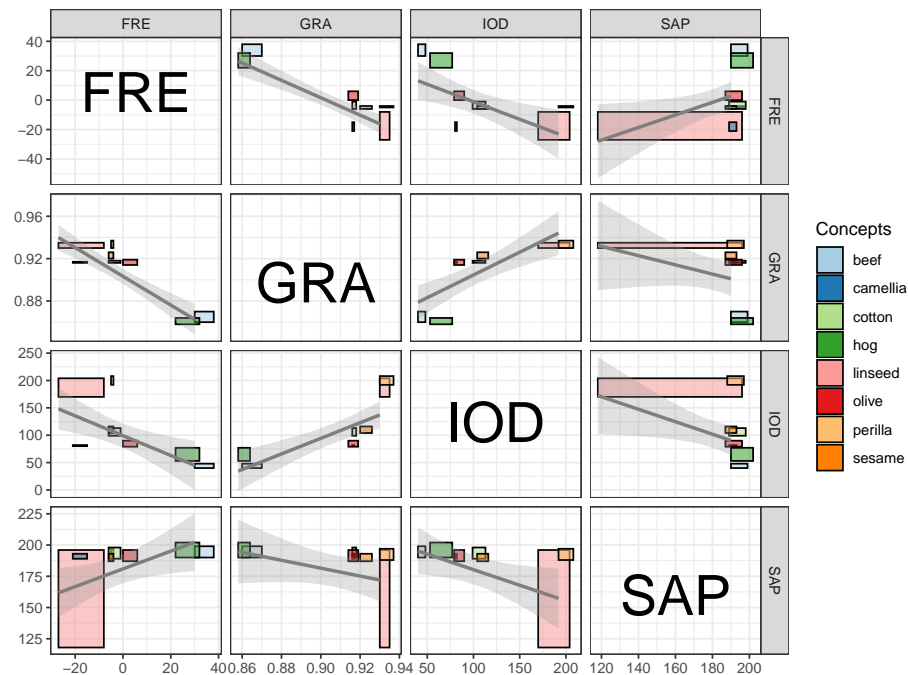 FRE GRA IOD SAP
40
20
0
−20
−40
FRE
FRE
0.96
0.92
0.88
GRA
GRA
250
200
150
100
50
0
IOD
IOD
225
200
175
150
125
SAP
SAP
−20 0 20 40 0.86 0.88 0.90 0.92 0.94 50 100 150 200 120 140 160 180 200
Concepts
beef
camellia
cotton
hog
linseed
olive
perilla
sesame